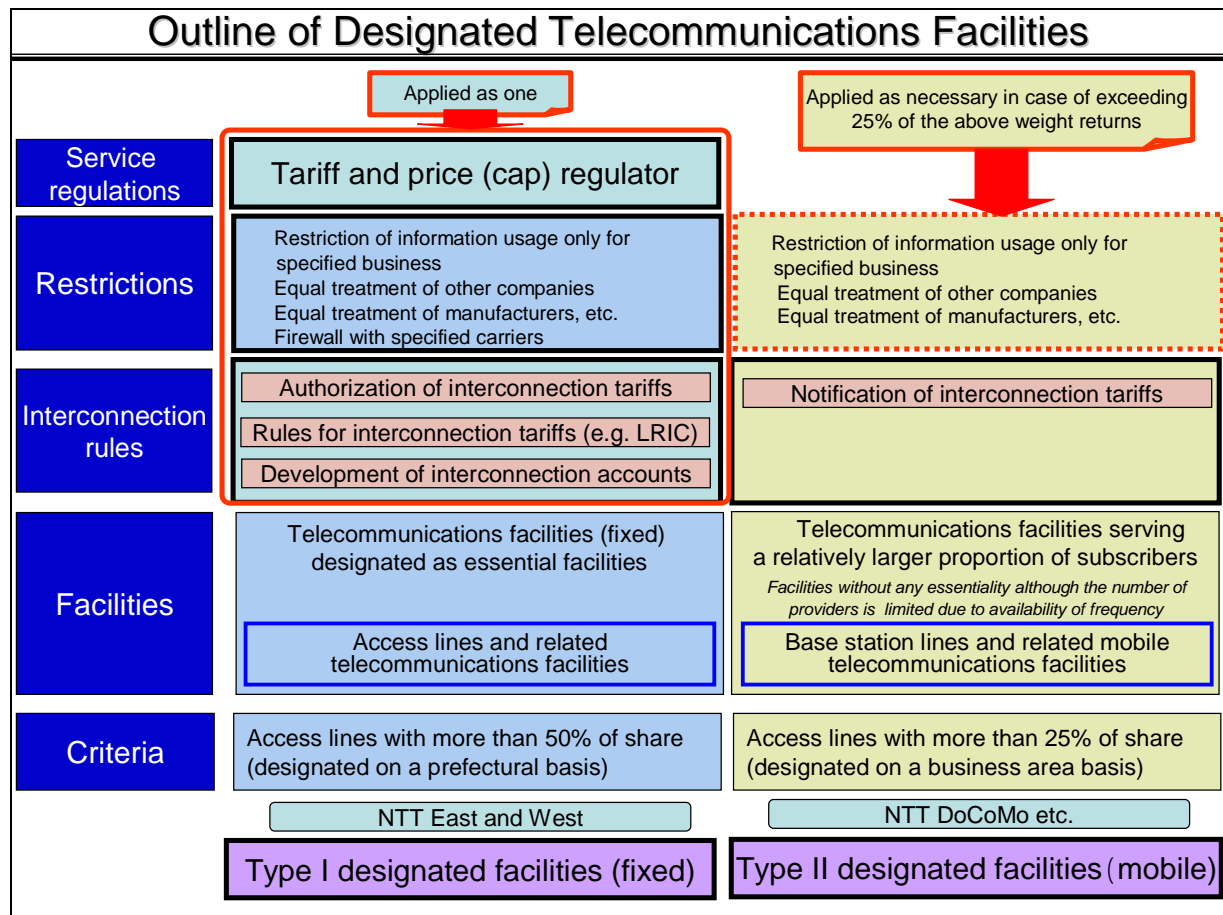 Outline of Designated Telecommunications Facilities
Applied as one
Applied as necessary in case of exceeding
25% of the above weight returns
Service
regulations
Tariff and price (cap) regulator
Restrictions
Restriction of information usage only for
specified business
Equal treatment of other companies
Equal treatment of manufacturers, etc.
Firewall with specified carriers
Restriction of information usage only for
specified business
Equal treatment of other companies
Equal treatment of manufacturers, etc.
Interconnection
rules
Authorization of interconnection tariffs
Rules for interconnection tariffs (e.g. LRIC)
Development of interconnection accounts
Notification of interconnection tariffs
Facilities
Telecommunications facilities (fixed)
designated as essential facilities
Access lines and related
telecommunications facilities
Telecommunications facilities serving
a relatively larger proportion of subscribers
Facilities without any essentiality although the number of
providers is limited due to availability of frequency
Base station lines and related mobile
telecommunications facilities
Criteria
Access lines with more than 50% of share
(designated on a prefectural basis)
Access lines with more than 25% of share
(designated on a business area basis)
NTT East and West
NTT DoCoMo etc.
Type I designated facilities (fixed)
Type II designated facilities (mobile)